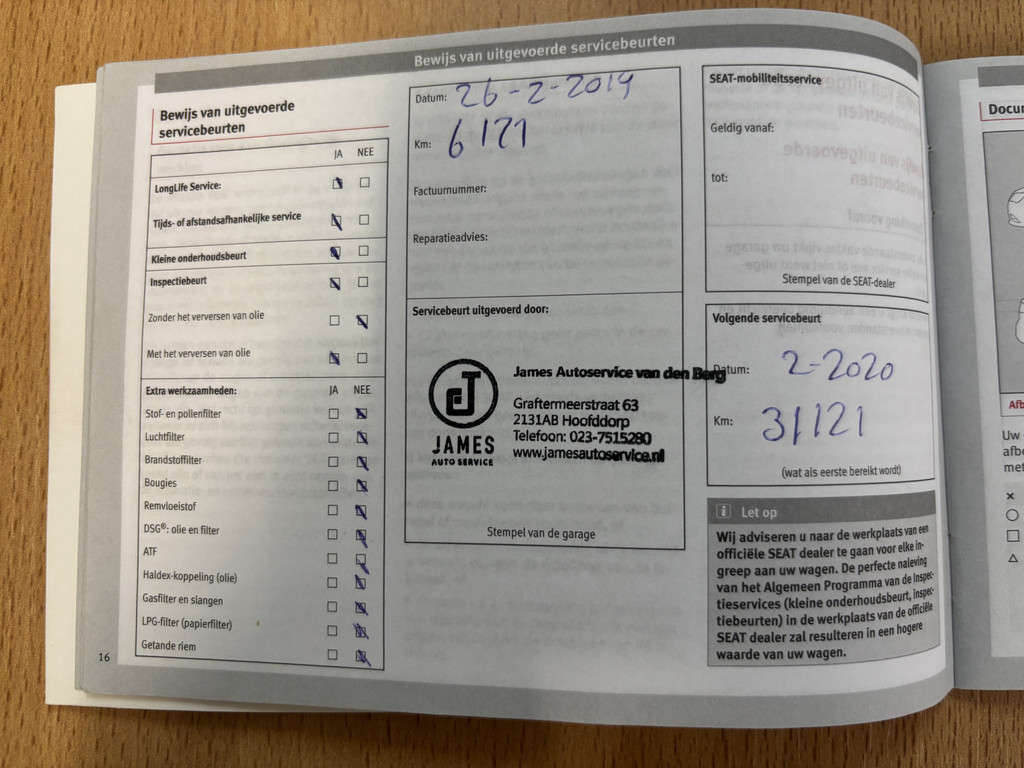 Bewijs van uitgevoerde servicebeurten
Bewijs van uitgevoerde
servicebeurten
JA NEE
LongLife Service:
Tijds- of afstandsafhankelijke service
Kleine onderhoudsbeurt
Inspectiebeurt
Zonder het verversen van olie
Met het verversen van olie
Extra werkzaamheden: JA NEE
Stof- en pollenfilter
Luchtfilter
Brandstoffilter
Bougies
Remvloeistof
DSG®: olie en filter
ATF
Haldex-koppeling (olie)
Gasfilter en slangen
LPG-filter (papierfilter)
Getande riem
16
Datum: 26-2-2019
Km: 6121
Factuurnummer:
Reparatieadvies:
Servicebeurt uitgevoerd door:
JAMES
AUTO SERVICE
James Autoservice van den Berg
Graftermeerstraat 63
2131AB Hoofddorp
Telefoon: 023-7515280
www.jamesautoservice.nl
Stempel van de garage
SEAT-mobiliteitsservice
Geldig vanaf:
tot:
Stempel van de SEAT-dealer
Volgende servicebeurt
Datum: 2-2020
Km: 31121
(wat als eerste bereikt wordt)
i Let op
Wij adviseren u naar de werkplaats van een
officiële SEAT dealer te gaan voor elke in-
greep aan uw wagen. De perfecte naleving
van het Algemeen Programma van de Inspec-
tieservices (kleine onderhoudsbeurt, inspec-
tiebeurten) in de werkplaats van de officiële
SEAT dealer zal resulteren in een hogere
waarde van uw wagen.
Docu
Afb
Uw
afbe
met